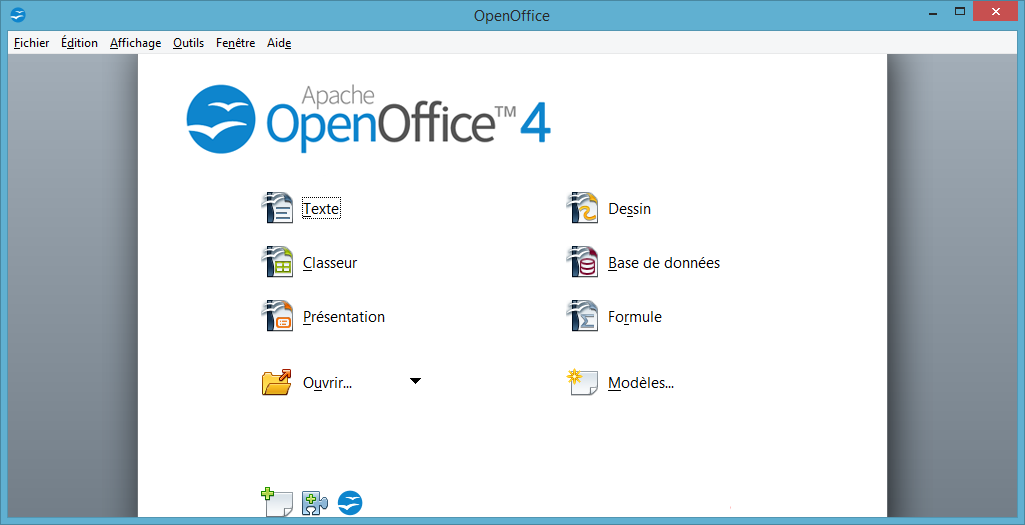 OpenOffice
Fichier Édition Affichage Outils Fenêtre Aide
Apache
OpenOffice™ 4
Texte
Dessin
Classeur
Base de données
Présentation
Formule
Ouvrir...
Modèles...